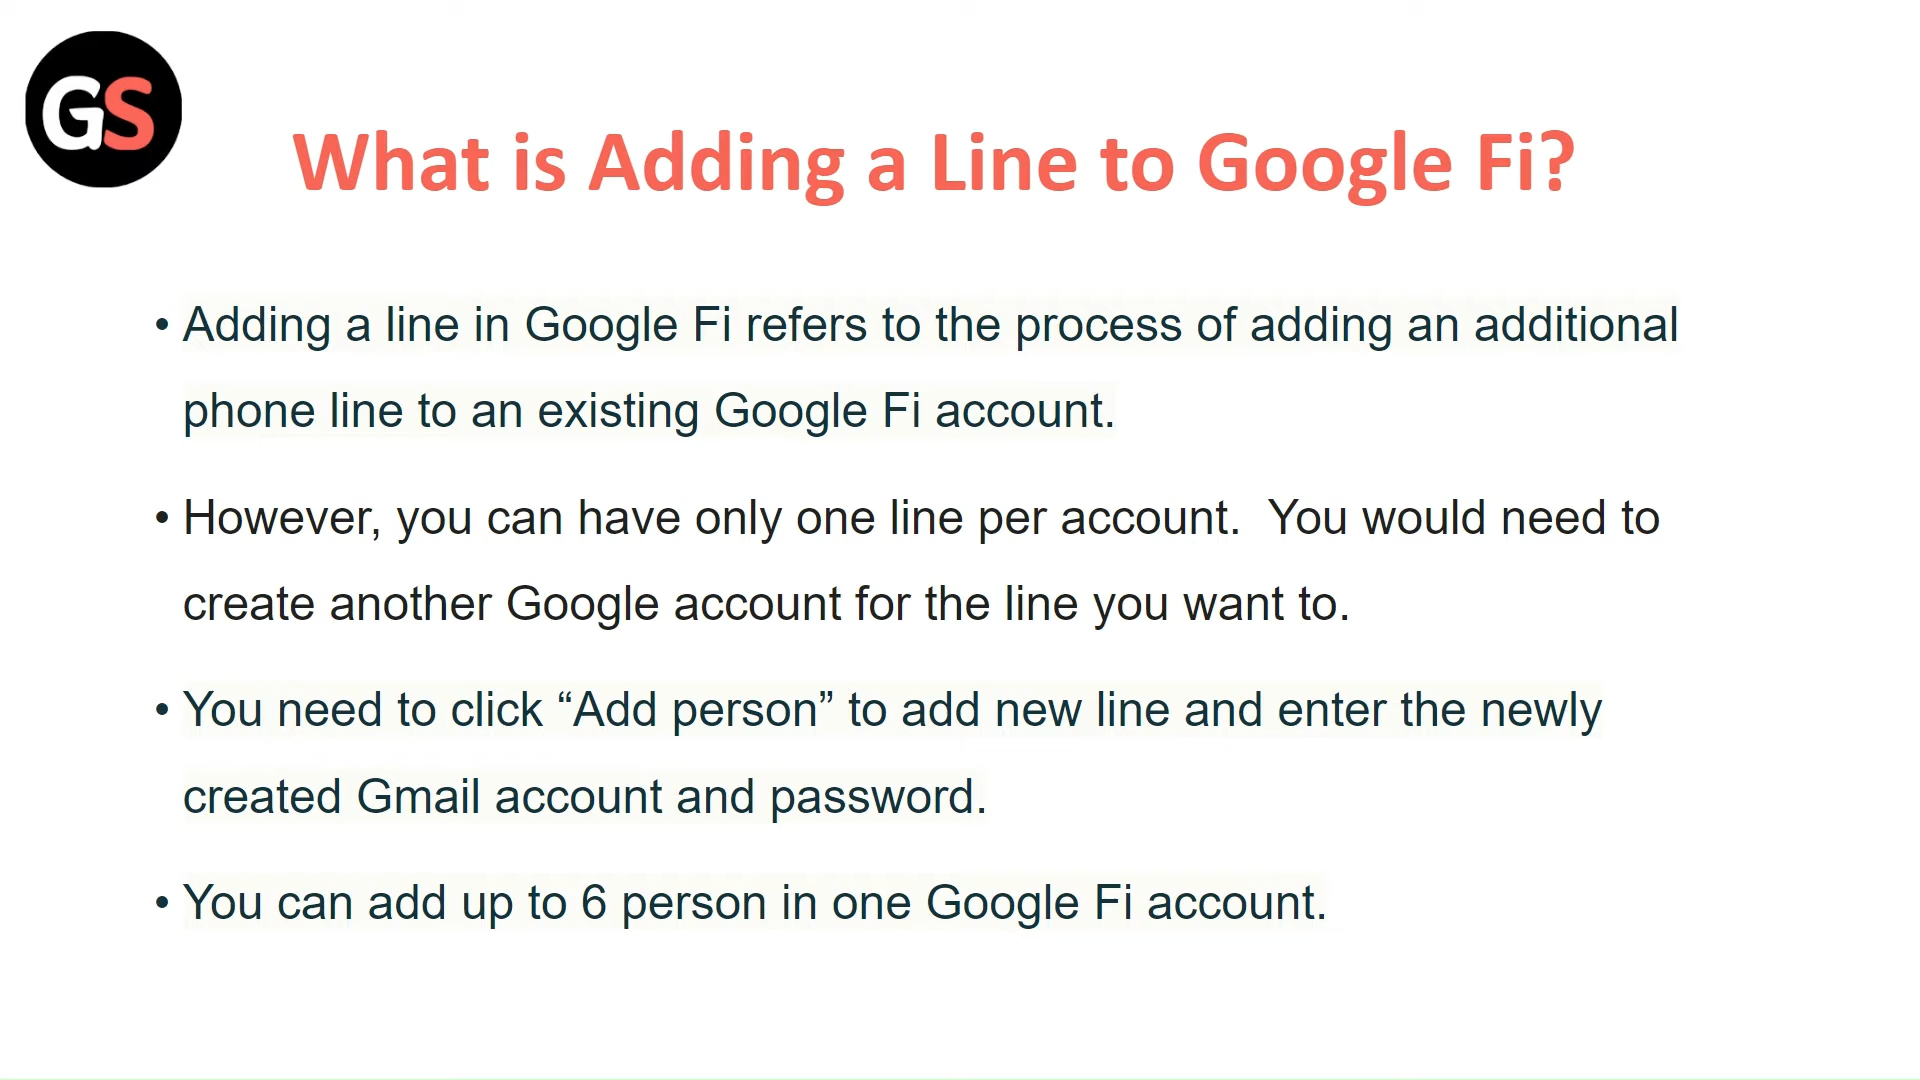 GS
What is Adding a Line to Google Fi?
• Adding a line in Google Fi refers to the process of adding an additional
phone line to an existing Google Fi account.
• However, you can have only one line per account.  You would need to
create another Google account for the line you want to.
• You need to click “Add person” to add new line and enter the newly
created Gmail account and password.
• You can add up to 6 person in one Google Fi account.